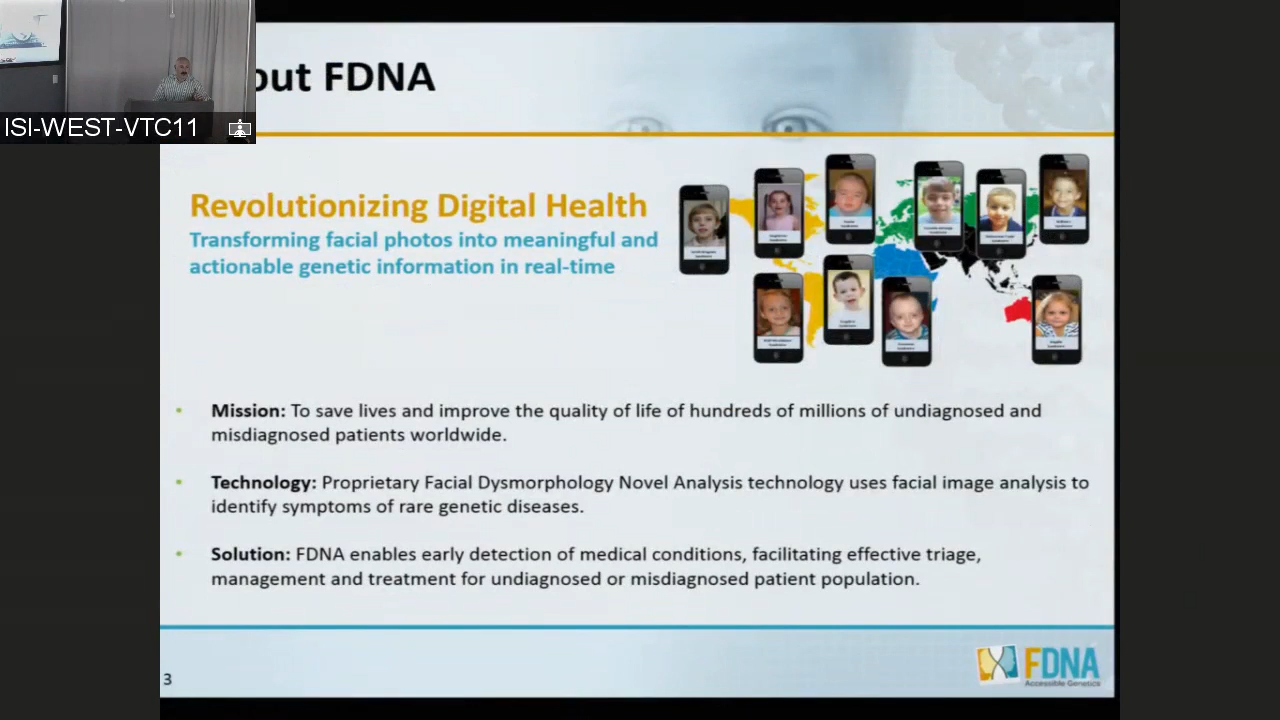 out FDNA
ISI-WEST-VTC11
Revolutionizing Digital Health
Transforming facial photos into meaningful and
actionable genetic information in real-time
• Mission: To save lives and improve the quality of life of hundreds of millions of undiagnosed and
misdiagnosed patients worldwide.
• Technology: Proprietary Facial Dysmorphology Novel Analysis technology uses facial image analysis to
identify symptoms of rare genetic diseases.
• Solution: FDNA enables early detection of medical conditions, facilitating effective triage,
management and treatment for undiagnosed or misdiagnosed patient population.
3
FDNA
Accessible Genetics